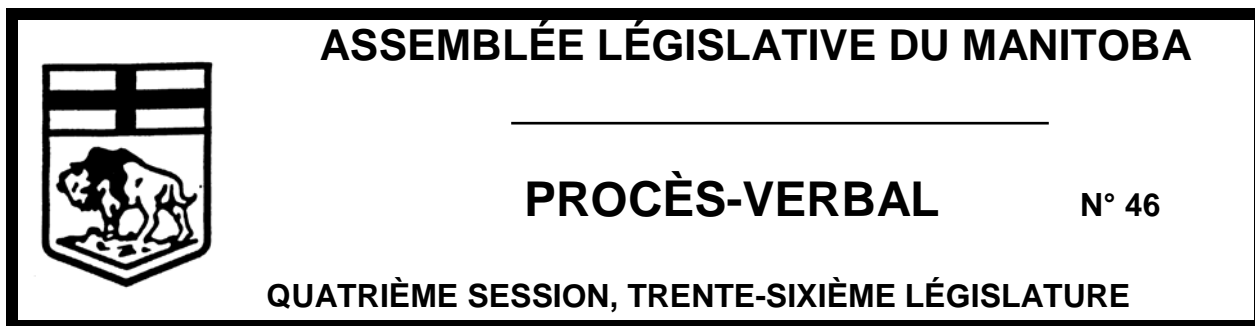 ASSEMBLÉE LÉGISLATIVE DU MANITOBA
PROCÈS-VERBAL N° 46
QUATRIÈME SESSION, TRENTE-SIXIÈME LÉGISLATURE